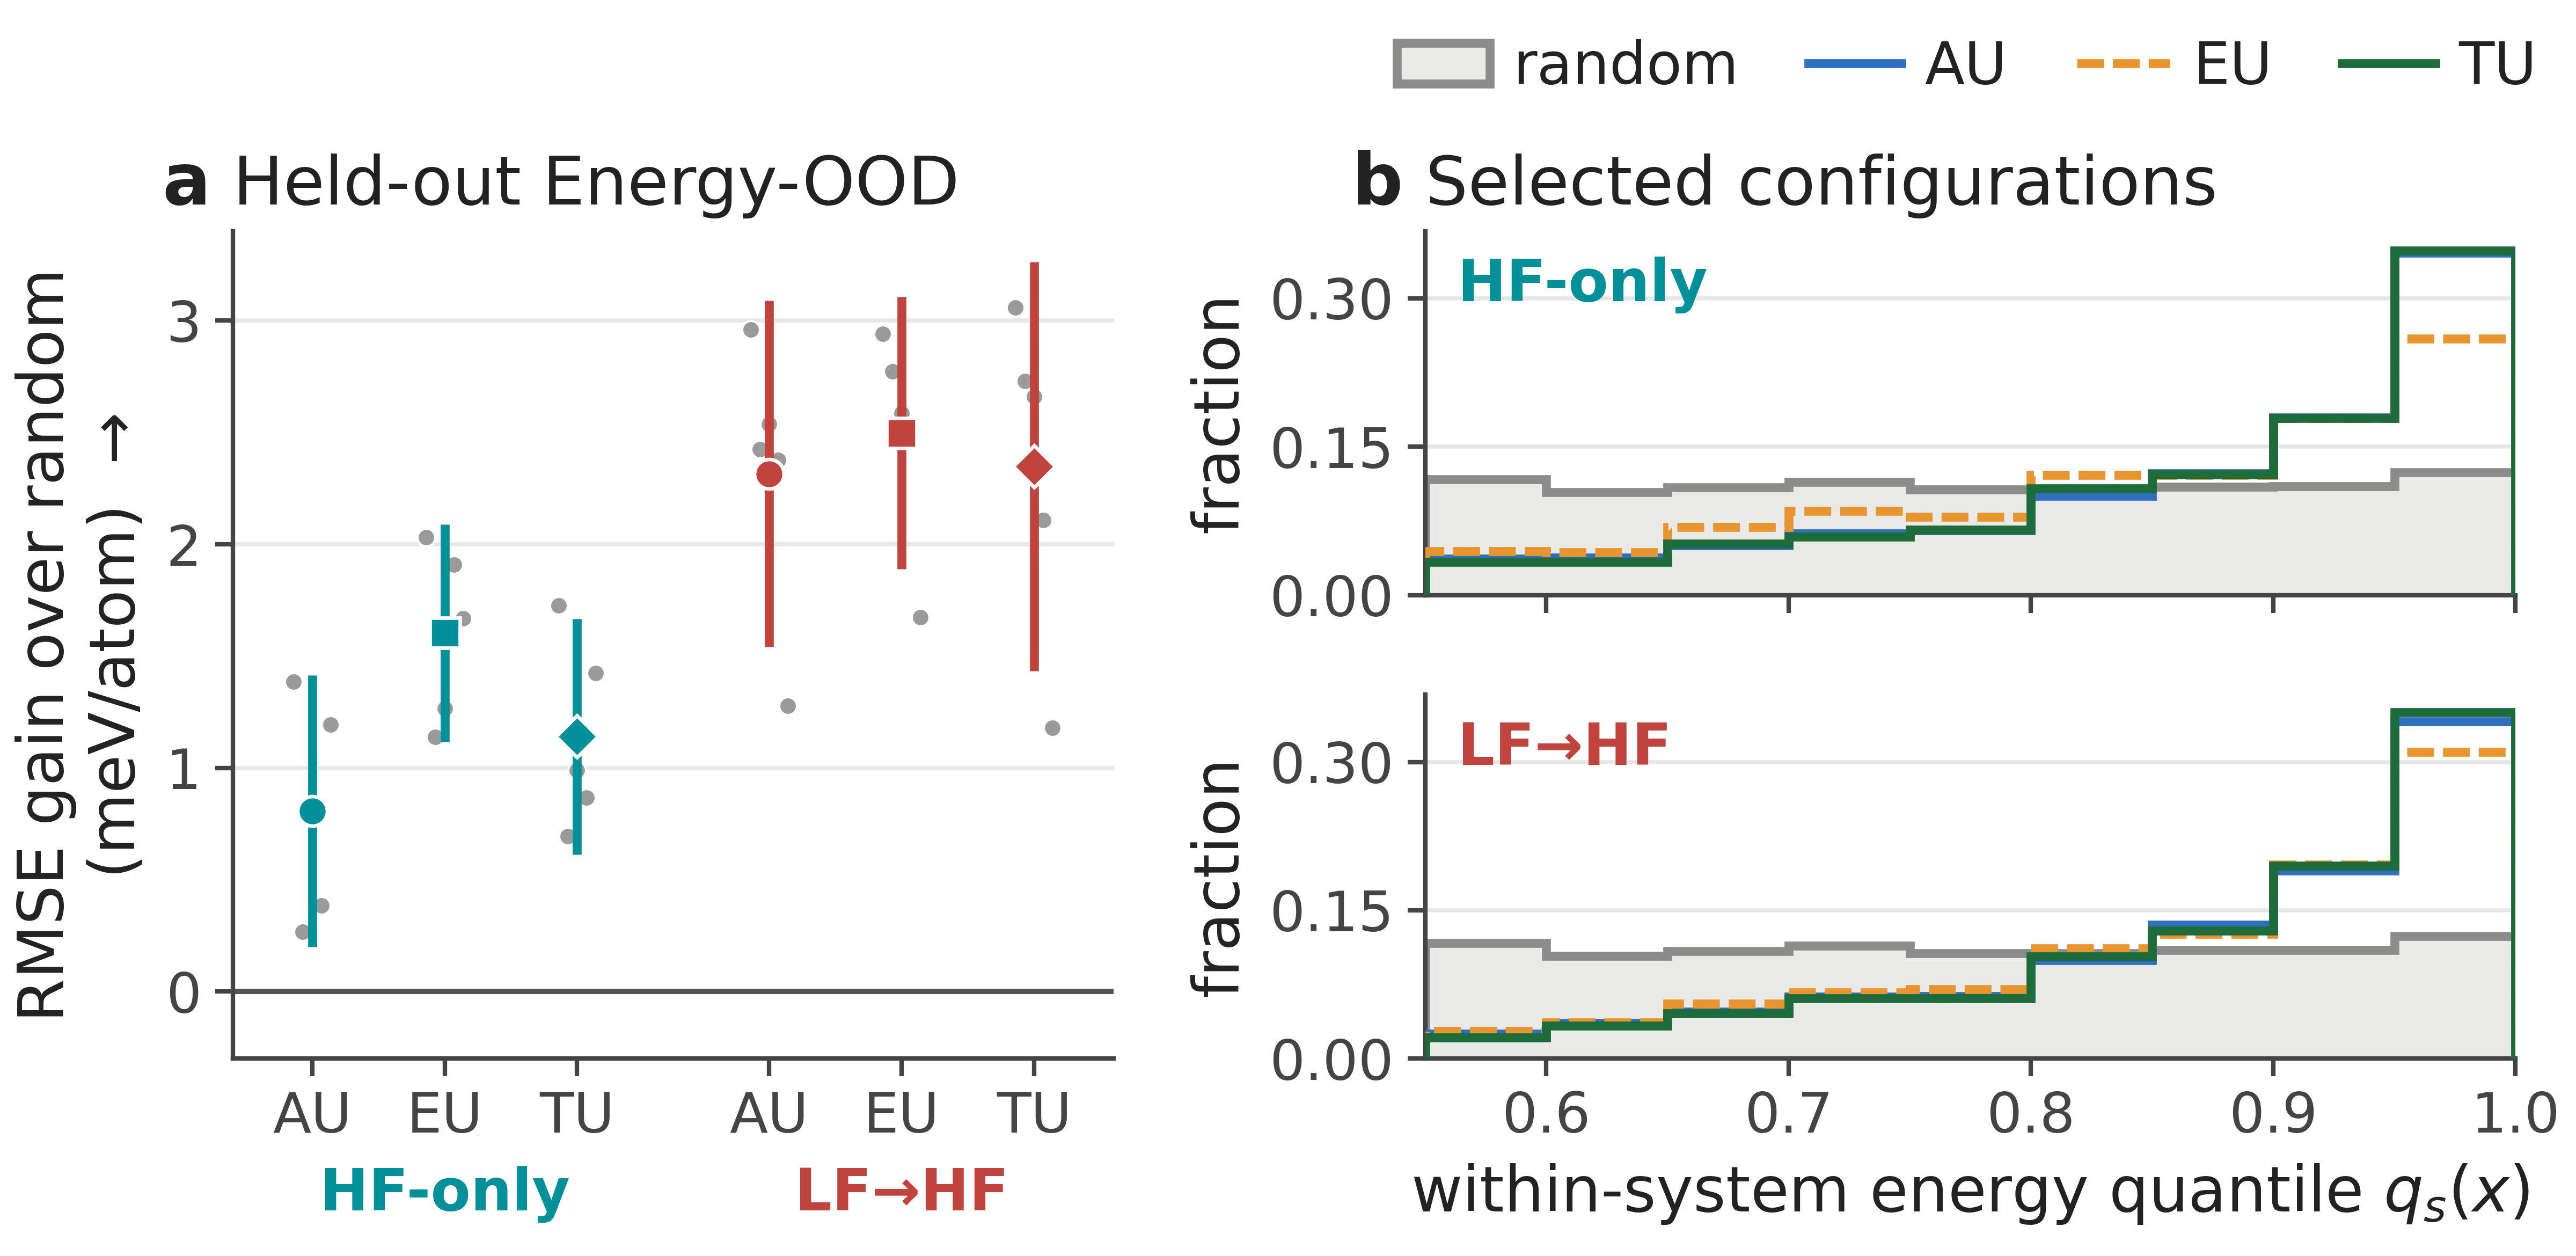 random AU EU TU
a Held-out Energy-OOD
RMSE gain over random
(meV/atom) →
3
2
1
0
AU EU TU AU EU TU
HF-only LF→HF
b Selected configurations
HF-only
fraction
0.30
0.15
0.00
LF→HF
fraction
0.30
0.15
0.00
0.6 0.7 0.8 0.9 1.0
within-system energy quantile qₛ(x)